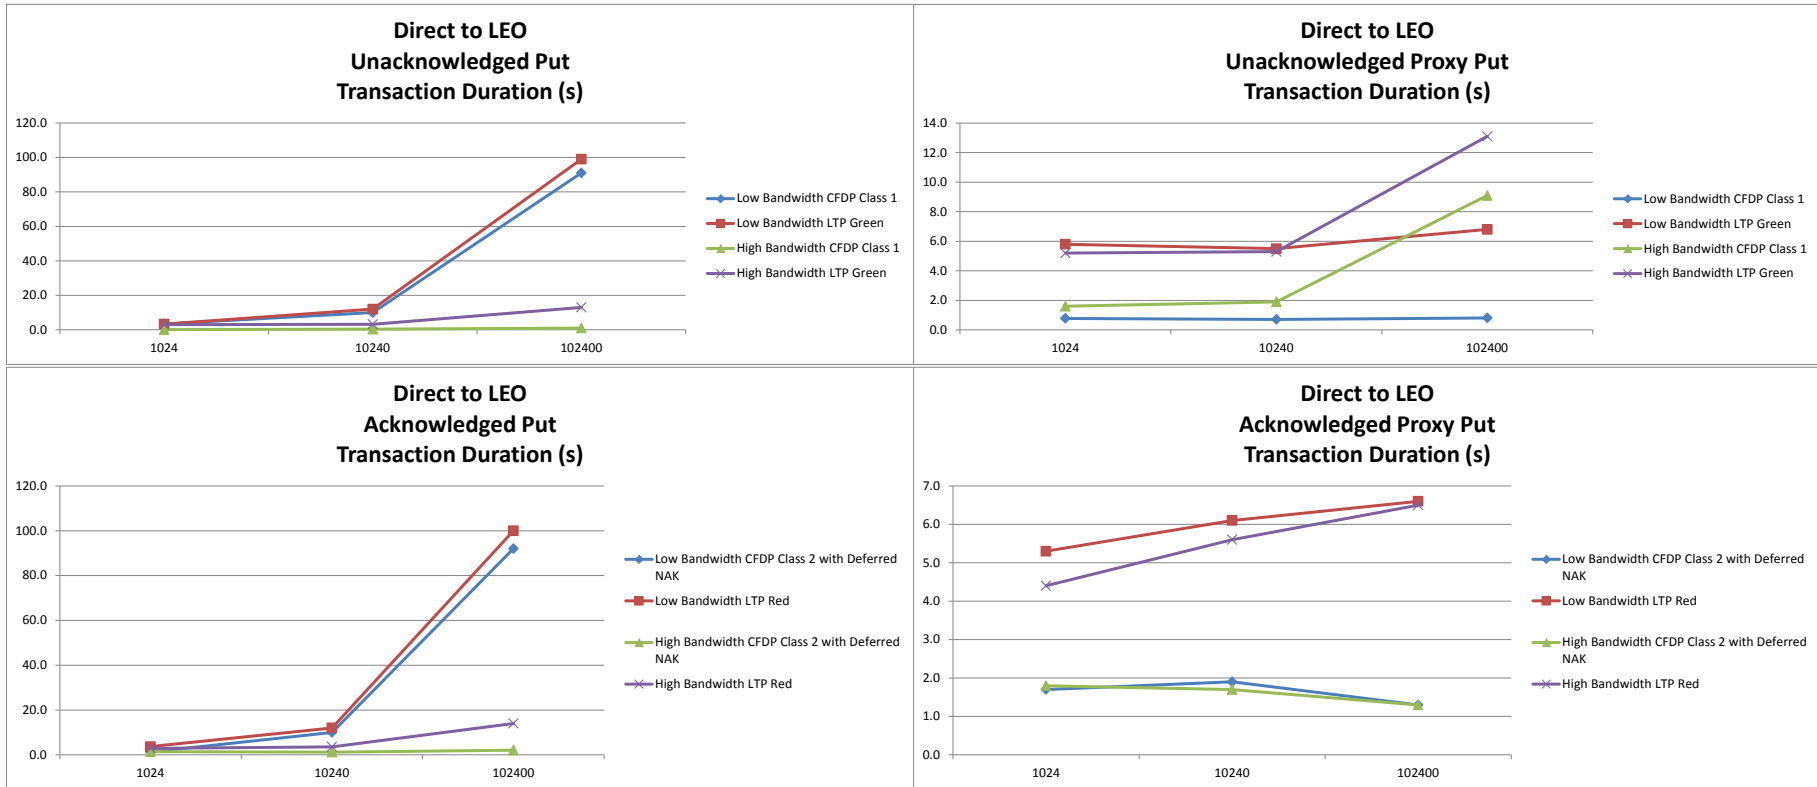 Direct to LEO
Unacknowledged Put
Transaction Duration (s)
120.0
100.0
80.0
60.0
40.0
20.0
0.0
1024
10240
102400
Low Bandwidth CFDP Class 1
Low Bandwidth LTP Green
High Bandwidth CFDP Class 1
High Bandwidth LTP Green
Direct to LEO
Unacknowledged Proxy Put
Transaction Duration (s)
14.0
12.0
10.0
8.0
6.0
4.0
2.0
0.0
1024
10240
102400
Low Bandwidth CFDP Class 1
Low Bandwidth LTP Green
High Bandwidth CFDP Class 1
High Bandwidth LTP Green
Direct to LEO
Acknowledged Put
Transaction Duration (s)
120.0
100.0
80.0
60.0
40.0
20.0
0.0
1024
10240
102400
Low Bandwidth CFDP Class 2 with Deferred
NAK
Low Bandwidth LTP Red
High Bandwidth CFDP Class 2 with Deferred
NAK
High Bandwidth LTP Red
Direct to LEO
Acknowledged Proxy Put
Transaction Duration (s)
7.0
6.0
5.0
4.0
3.0
2.0
1.0
0.0
1024
10240
102400
Low Bandwidth CFDP Class 2 with Deferred
NAK
Low Bandwidth LTP Red
High Bandwidth CFDP Class 2 with Deferred
NAK
High Bandwidth LTP Red